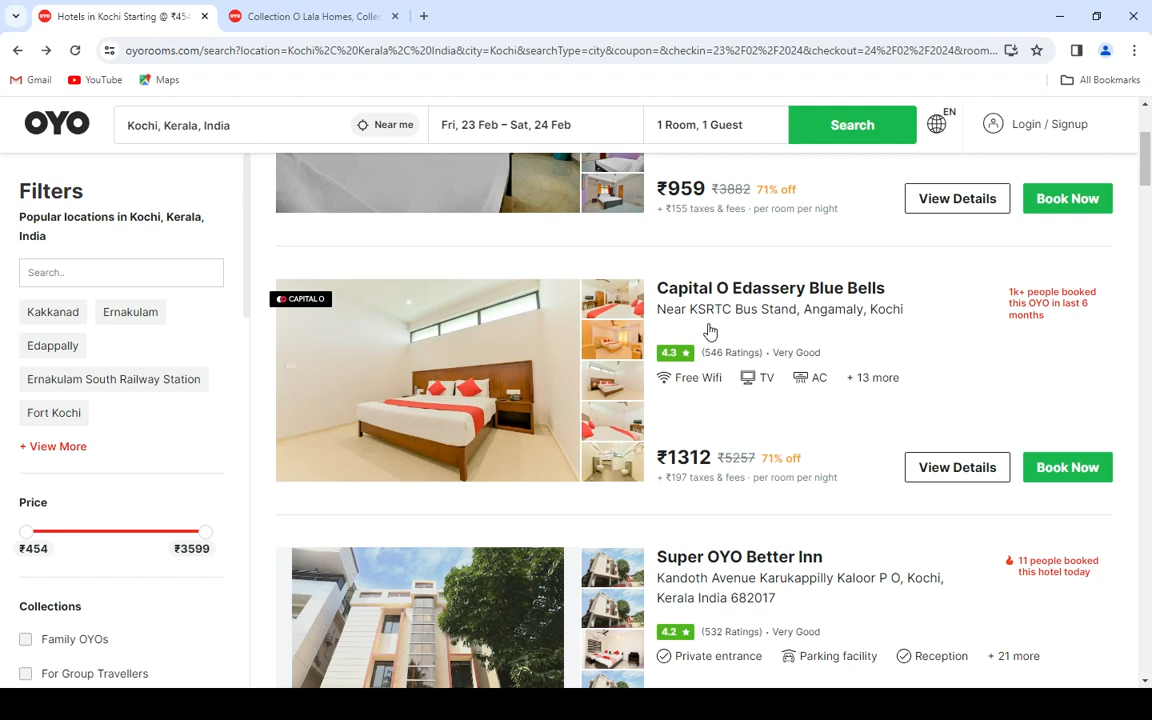 Hotels in Kochi Starting @ ₹454
Collection O Lala Homes, Collec
oyorooms.com/search?location=Kochi%2C%20Kerala%2C%20India&city=Kochi&searchType=city&coupon=&checkin=23%2F02%2F2024&checkout=24%2F02%2F2024&room...
Gmail YouTube Maps All Bookmarks
OYO Kochi, Kerala, India Near me Fri, 23 Feb – Sat, 24 Feb 1 Room, 1 Guest Search EN Login / Signup
Filters
Popular locations in Kochi, Kerala,
India
Search..
Kakkanad Ernakulam
Edappally
Ernakulam South Railway Station
Fort Kochi
+ View More
Price
₹454 ₹3599
Collections
Family OYOs
For Group Travellers
₹959 ₹3882 71% off
+ ₹155 taxes & fees · per room per night
View Details Book Now
CAPITAL O
Capital O Edassery Blue Bells
Near KSRTC Bus Stand, Angamaly, Kochi
1k+ people booked
this OYO in last 6
months
4.3 ★ (546 Ratings) · Very Good
Free Wifi TV AC + 13 more
₹1312 ₹5257 71% off
+ ₹197 taxes & fees · per room per night
View Details Book Now
Super OYO Better Inn
Kandoth Avenue Karukappilly Kaloor P O, Kochi,
Kerala India 682017
11 people booked
this hotel today
4.2 ★ (532 Ratings) · Very Good
Private entrance Parking facility Reception + 21 more